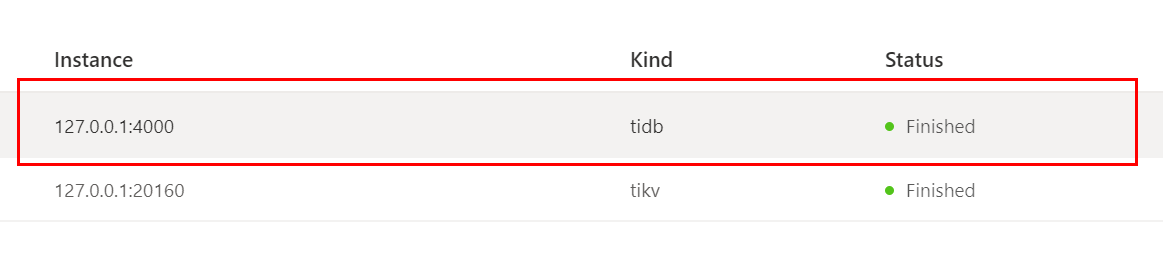 Instance Kind Status
127.0.0.1:4000 tidb Finished
127.0.0.1:20160 tikv Finished